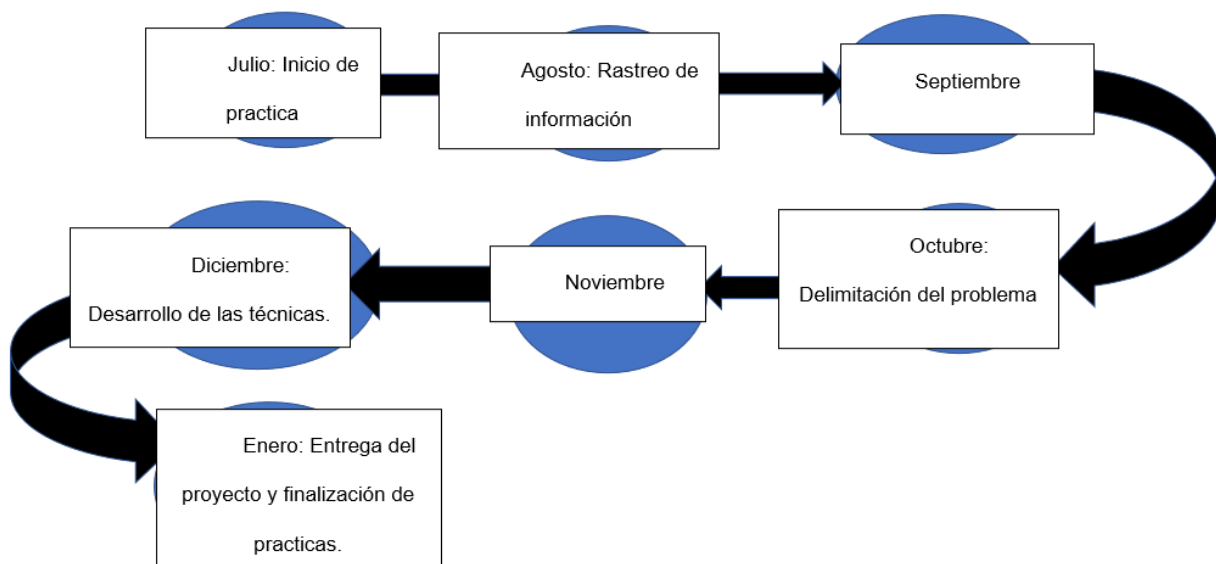 Julio: Inicio de
practica
Agosto: Rastreo de
información
Septiembre
Octubre:
Delimitación del problema
Noviembre
Diciembre:
Desarrollo de las técnicas.
Enero: Entrega del
proyecto y finalización de
practicas.